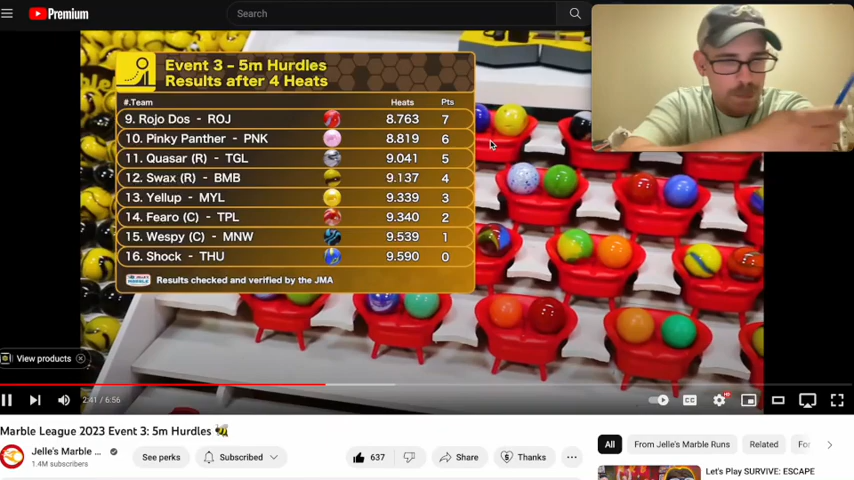 Premium
Search
Event 3 - 5m Hurdles
Results after 4 Heats
#.Team Heats Pts
9. Rojo Dos - ROJ 8.763 7
10. Pinky Panther - PNK 8.819 6
11. Quasar (R) - TGL 9.041 5
12. Swax (R) - BMB 9.137 4
13. Yellup - MYL 9.339 3
14. Fearo (C) - TPL 9.340 2
15. Wespy (C) - MNW 9.539 1
16. Shock - THU 9.590 0
Results checked and verified by the JMA
View products
2:41 / 6:56
CC
Marble League 2023 Event 3: 5m Hurdles
Jelle's Marble ...
1.4M subscribers
See perks
Subscribed
637
Share
Thanks
All
From Jelle's Marble Runs
Related
For
Let's Play SURVIVE: ESCAPE